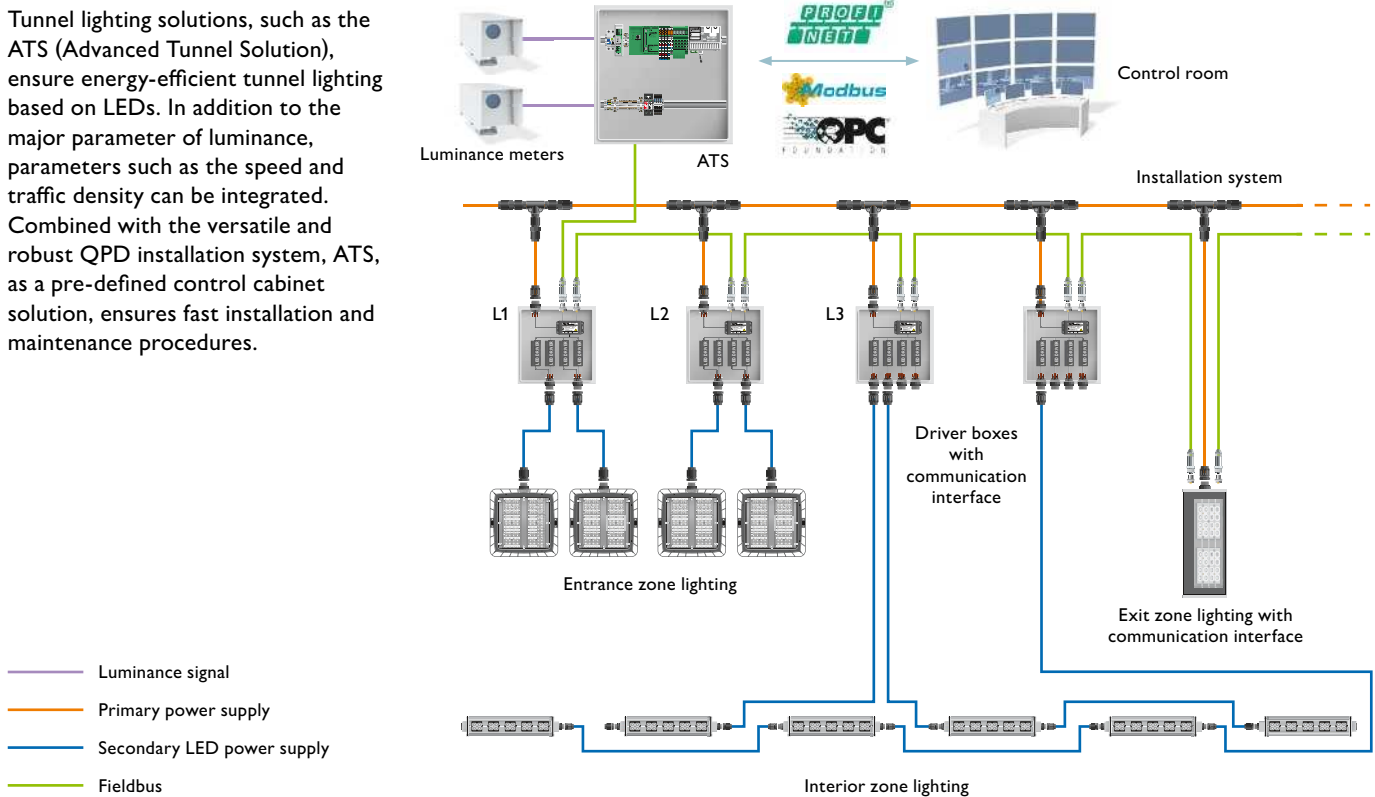 Tunnel lighting solutions, such as the
ATS (Advanced Tunnel Solution),
ensure energy-efficient tunnel lighting
based on LEDs. In addition to the
major parameter of luminance,
parameters such as the speed and
traffic density can be integrated.
Combined with the versatile and
robust QPD installation system, ATS,
as a pre-defined control cabinet
solution, ensures fast installation and
maintenance procedures.
Luminance meters
ATS
PROFI
NET
Modbus
OPC
FOUNDATION
Control room
Installation system
L1
L2
L3
Driver boxes
with
communication
interface
Entrance zone lighting
Exit zone lighting with
communication interface
Interior zone lighting
Luminance signal
Primary power supply
Secondary LED power supply
Fieldbus